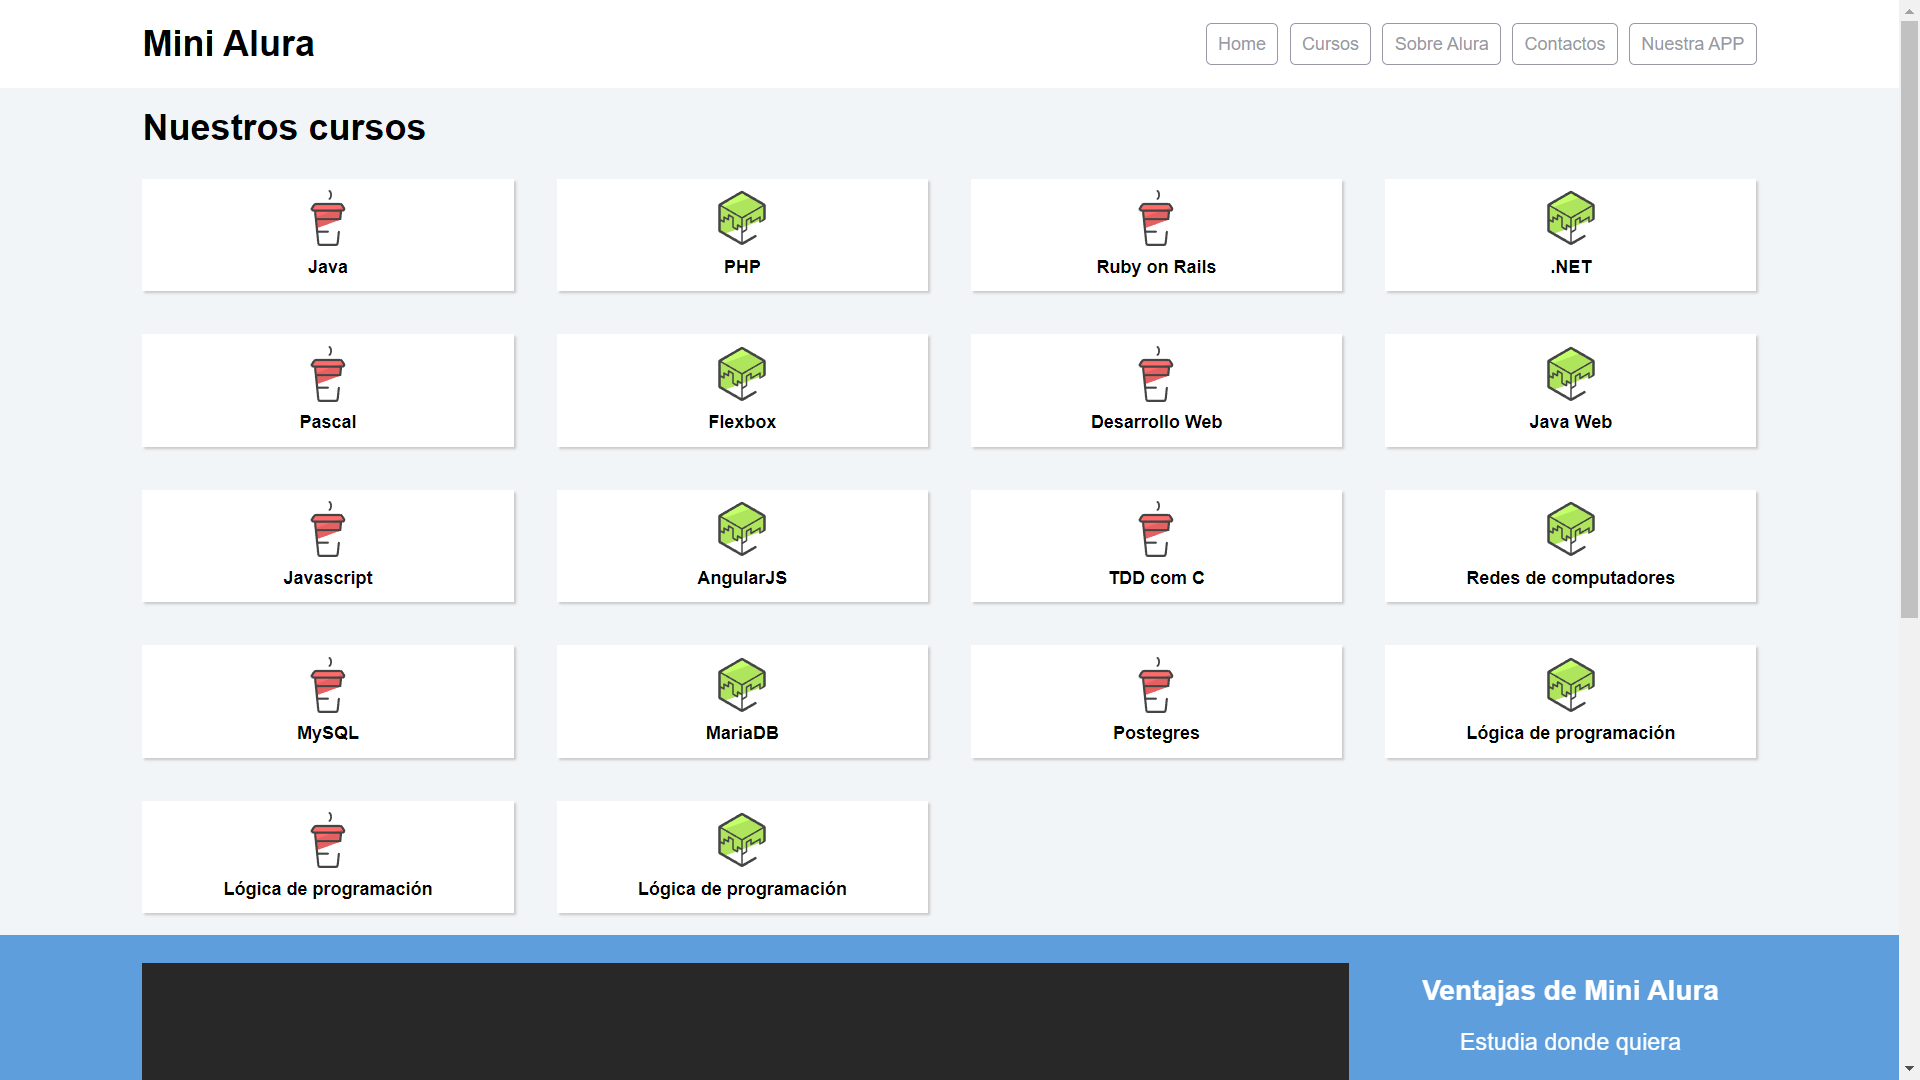 Mini Alura
Home
Cursos
Sobre Alura
Contactos
Nuestra APP
Nuestros cursos
Java
PHP
Ruby on Rails
.NET
Pascal
Flexbox
Desarrollo Web
Java Web
Javascript
AngularJS
TDD com C
Redes de computadores
MySQL
MariaDB
Postegres
Lógica de programación
Lógica de programación
Lógica de programación
Ventajas de Mini Alura
Estudia donde quiera